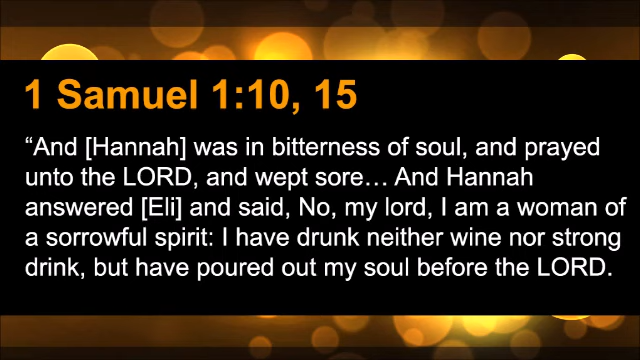 1 Samuel 1:10, 15
“And [Hannah] was in bitterness of soul, and prayed
unto the LORD, and wept sore… And Hannah
answered [Eli] and said, No, my lord, I am a woman of
a sorrowful spirit: I have drunk neither wine nor strong
drink, but have poured out my soul before the LORD.